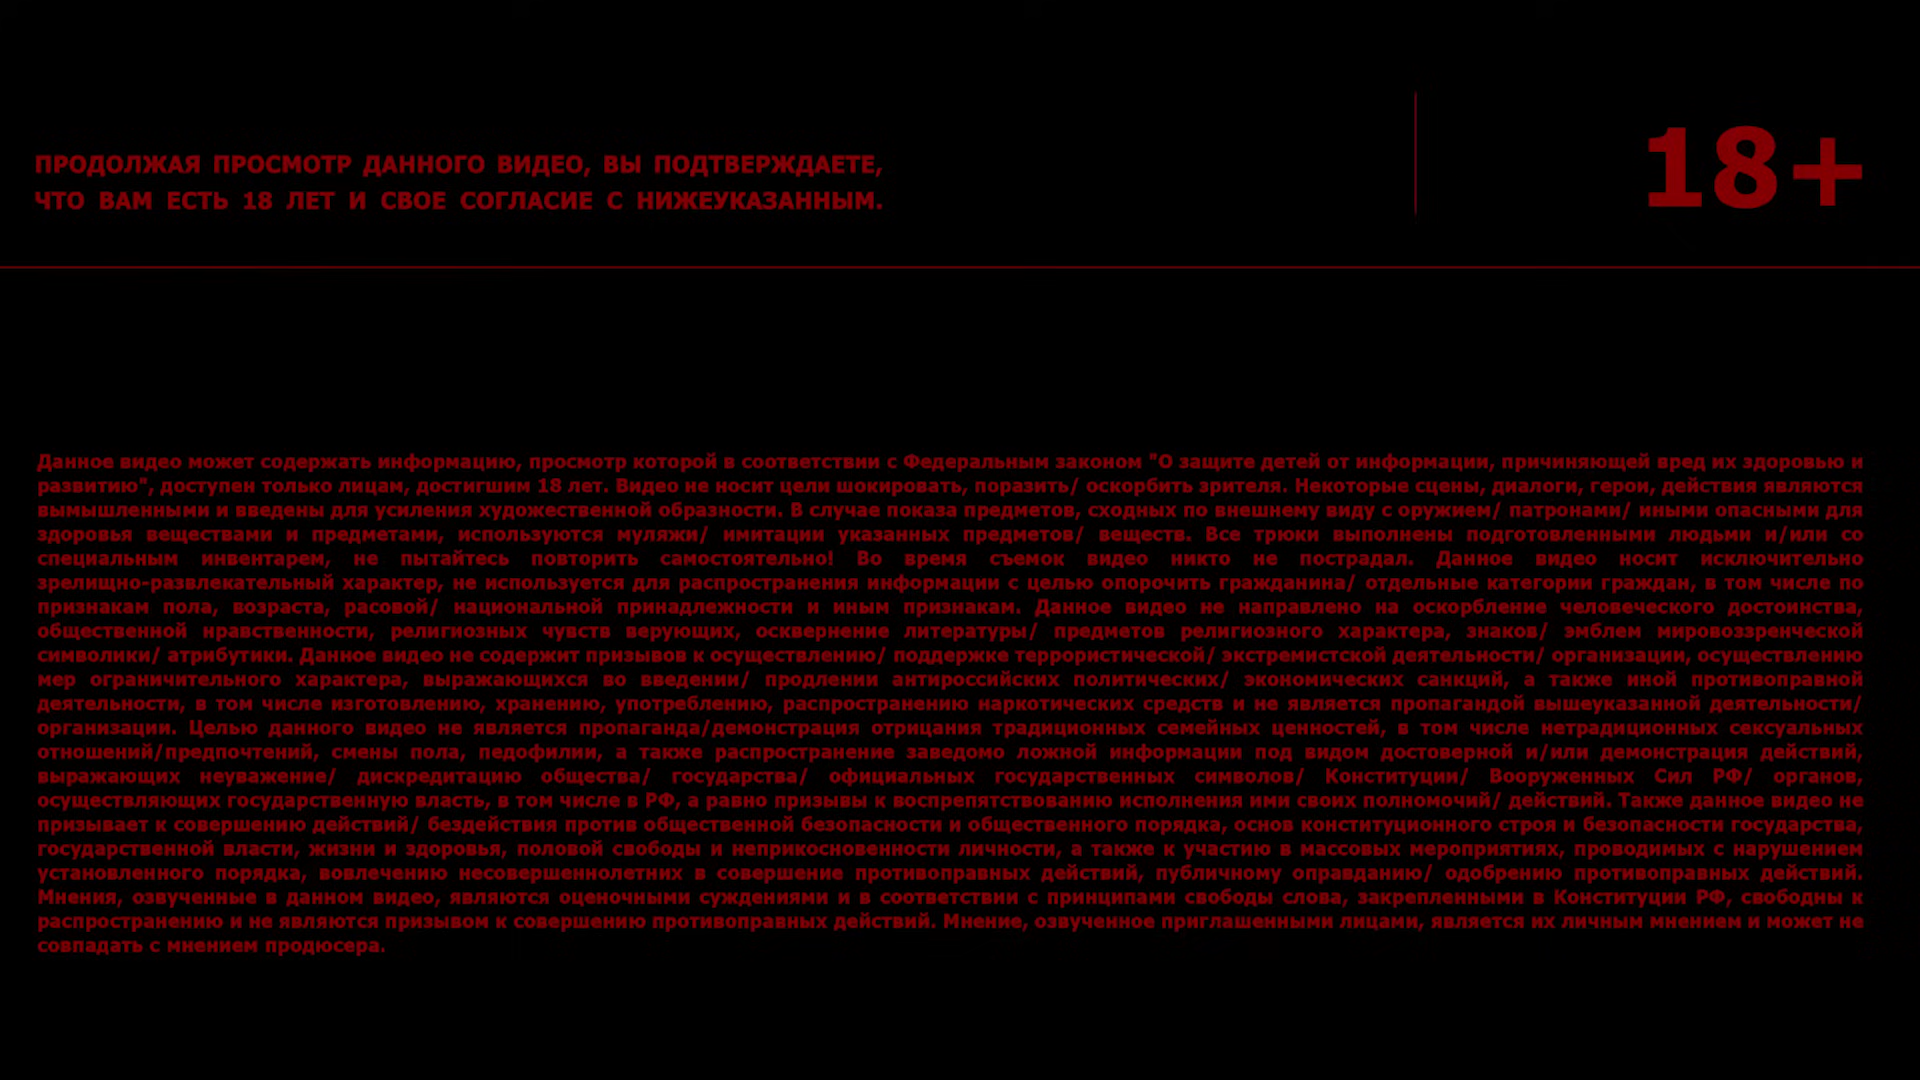 ПРОДОЛЖАЯ ПРОСМОТР ДАННОГО ВИДЕО, ВЫ ПОДТВЕРЖДАЕТЕ,
ЧТО ВАМ ЕСТЬ 18 ЛЕТ И СВОЕ СОГЛАСИЕ С НИЖЕУКАЗАННЫМ.
18+
Данное видео может содержать информацию, просмотр которой в соответствии с Федеральным законом "О защите детей от информации, причиняющей вред их здоровью и
развитию", доступен только лицам, достигшим 18 лет. Видео не носит цели шокировать, поразить/ оскорбить зрителя. Некоторые сцены, диалоги, герои, действия являются
вымышленными и введены для усиления художественной образности. В случае показа предметов, сходных по внешнему виду с оружием/ патронами/ иными опасными для
здоровья веществами и предметами, используются муляжи/ имитации указанных предметов/ веществ. Все трюки выполнены подготовленными людьми и/или со
специальным инвентарем, не пытайтесь повторить самостоятельно! Во время съемок видео никто не пострадал. Данное видео носит исключительно
зрелищно-развлекательный характер, не используется для распространения информации с целью опорочить гражданина/ отдельные категории граждан, в том числе по
признакам пола, возраста, расовой/ национальной принадлежности и иным признакам. Данное видео не направлено на оскорбление человеческого достоинства,
общественной нравственности, религиозных чувств верующих, осквернение литературы/ предметов религиозного характера, знаков/ эмблем мировоззренческой
символики/ атрибутики. Данное видео не содержит призывов к осуществлению/ поддержке террористической/ экстремистской деятельности/ организации, осуществлению
мер ограничительного характера, выражающихся во введении/ продлении антироссийских политических/ экономических санкций, а также иной противоправной
деятельности, в том числе изготовлению, хранению, употреблению, распространению наркотических средств и не является пропагандой вышеуказанной деятельности/
организации. Целью данного видео не является пропаганда/демонстрация отрицания традиционных семейных ценностей, в том числе нетрадиционных сексуальных
отношений/предпочтений, смены пола, педофилии, а также распространение заведомо ложной информации под видом достоверной и/или демонстрация действий,
выражающих неуважение/ дискредитацию общества/ государства/ официальных государственных символов/ Конституции/ Вооруженных Сил РФ/ органов,
осуществляющих государственную власть, в том числе в РФ, а равно призывы к воспрепятствованию исполнения ими своих полномочий/ действий. Также данное видео не
призывает к совершению действий/ бездействия против общественной безопасности и общественного порядка, основ конституционного строя и безопасности государства,
государственной власти, жизни и здоровья, половой свободы и неприкосновенности личности, а также к участию в массовых мероприятиях, проводимых с нарушением
установленного порядка, вовлечению несовершеннолетних в совершение противоправных действий, публичному оправданию/ одобрению противоправных действий.
Мнения, озвученные в данном видео, являются оценочными суждениями и в соответствии с принципами свободы слова, закрепленными в Конституции РФ, свободны к
распространению и не являются призывом к совершению противоправных действий. Мнение, озвученное приглашенными лицами, является их личным мнением и может не
совпадать с мнением продюсера.